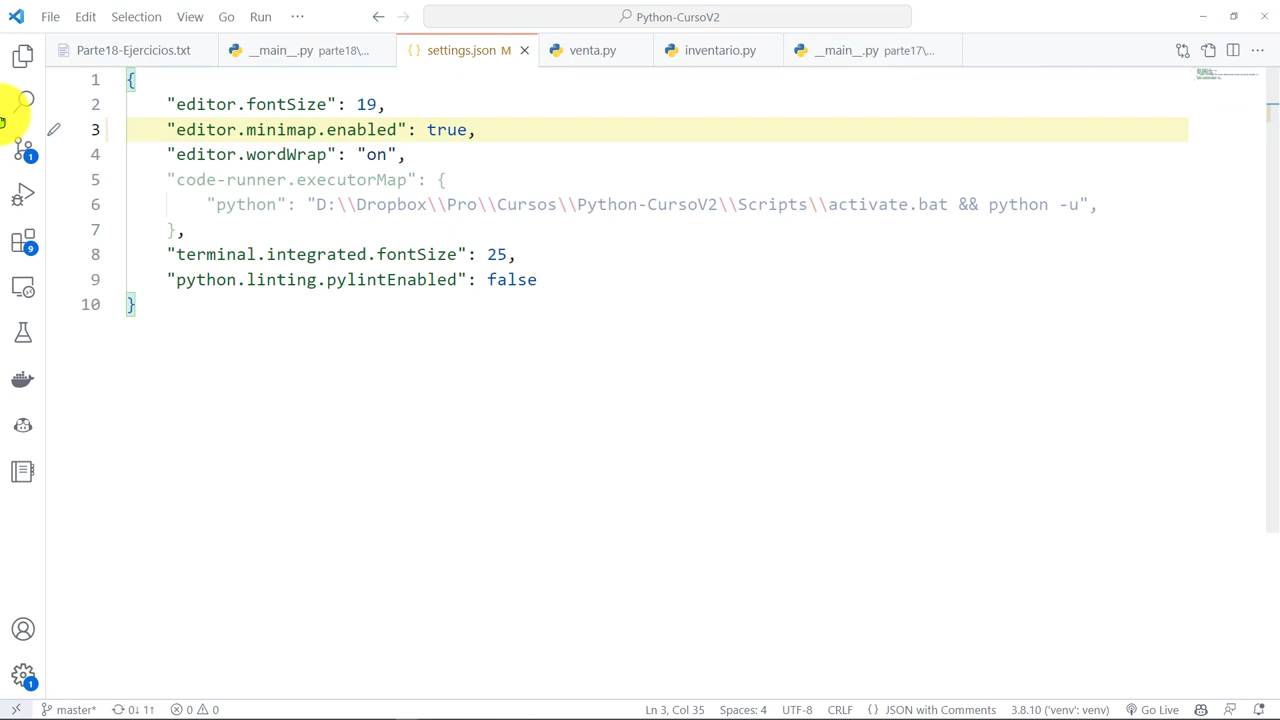 File Edit Selection View Go Run ··· Python-CursoV2
Parte18-Ejercicios.txt __main__.py parte18\... {} settings.json M venta.py inventario.py __main__.py parte17\... ···
1 {
2 "editor.fontSize": 19,
3 "editor.minimap.enabled": true,
4 "editor.wordWrap": "on",
5 "code-runner.executorMap": {
6 "python": "D:\\Dropbox\\Pro\\Cursos\\Python-CursoV2\\Scripts\\activate.bat && python -u",
7 },
8 "terminal.integrated.fontSize": 25,
9 "python.linting.pylintEnabled": false
10 }
1
9
1
master* 0↓ 1↑ 0 0 Ln 3, Col 35 Spaces: 4 UTF-8 CRLF {} JSON with Comments 3.8.10 ('venv': venv) Go Live